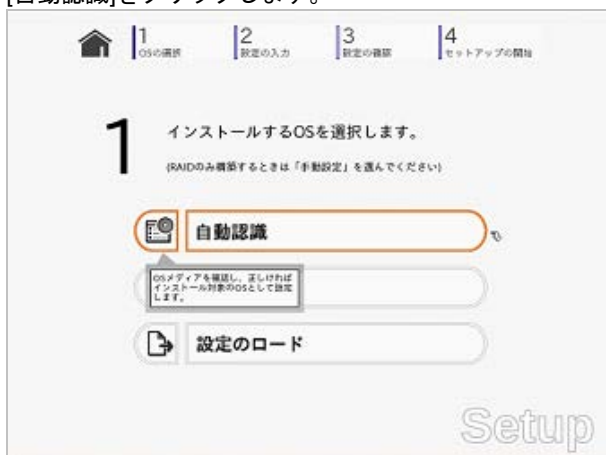 [自動認識]をクリックします。
1
OSの選択
2
設定の入力
3
設定の確認
4
セットアップの開始
1
インストールするOSを選択します。
(RAIDのみ構築するときは「手動設定」を選んでください)
自動認識
OSメディアを確認し、正しければ
インストール対象のOSとして設定
します。
設定のロード
Setup